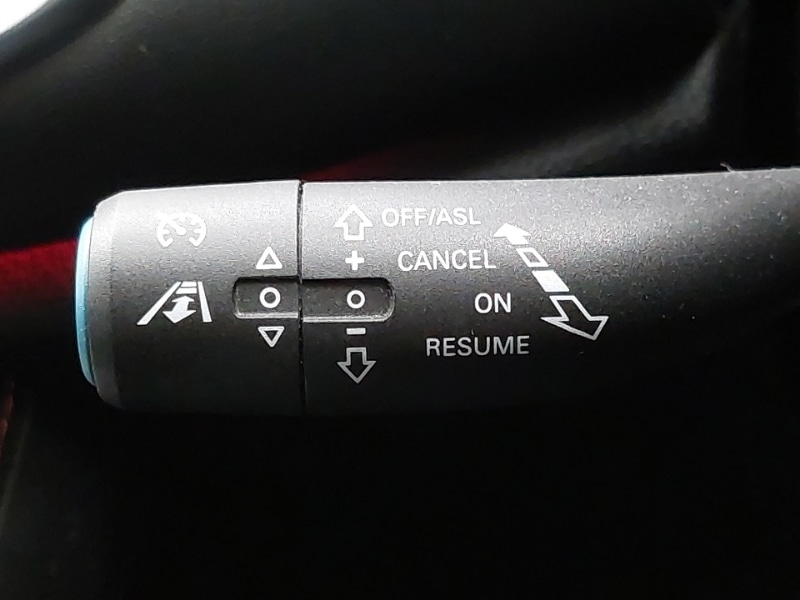 OFF/ASL
+ CANCEL
ON
-
RESUME